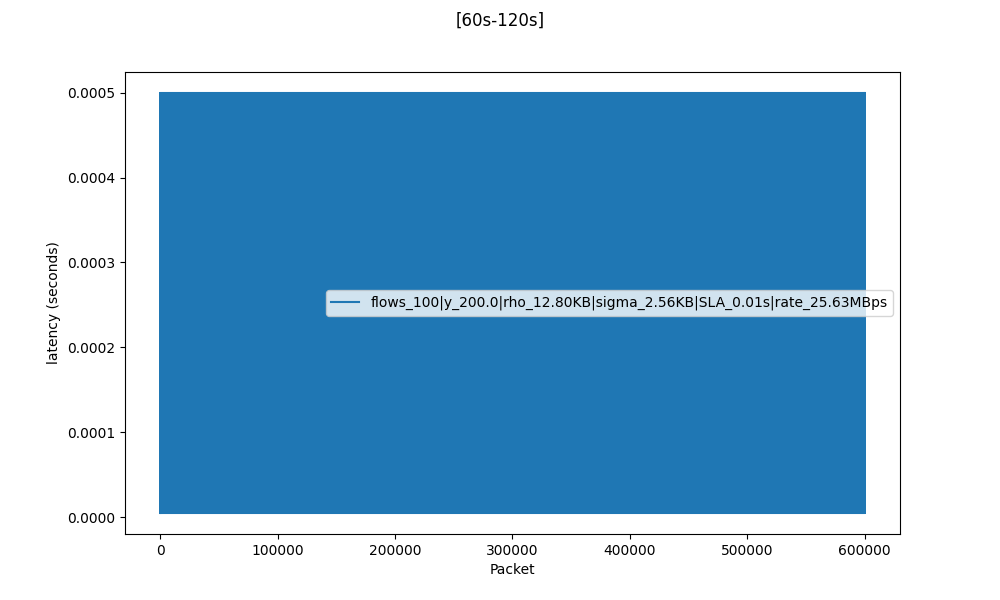 [60s-120s]
0.0005
0.0004
0.0003
0.0002
0.0001
0.0000
latency (seconds)
flows_100|y_200.0|rho_12.80KB|sigma_2.56KB|SLA_0.01s|rate_25.63MBps
0 100000 200000 300000 400000 500000 600000
Packet